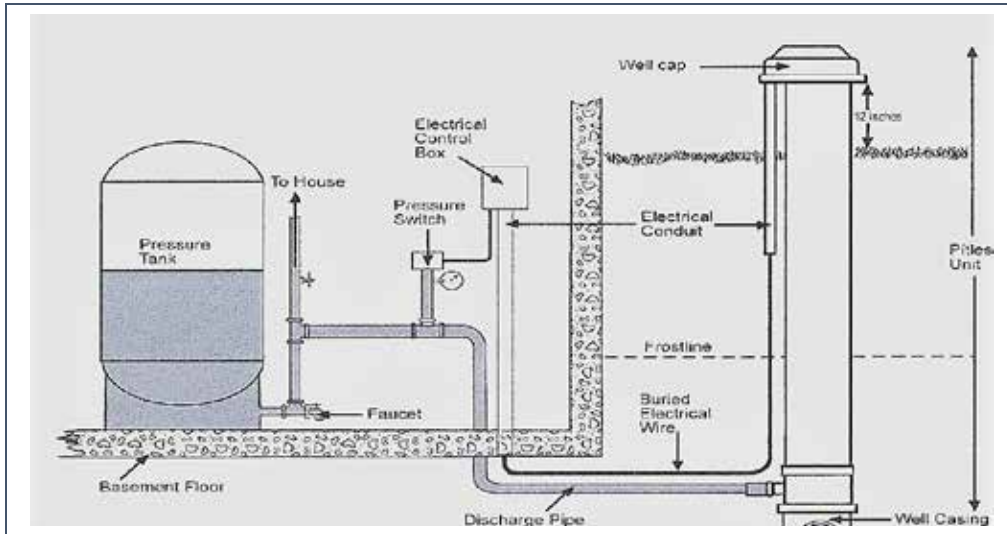 Well cap
12 inches
Electrical
Control
Box
To House
Pressure
Switch
Electrical
Conduit
Pressure
Tank
Pitless
Unit
Frostline
Buried
Electrical
Wire
Faucet
Basement Floor
Discharge Pipe
Well Casing